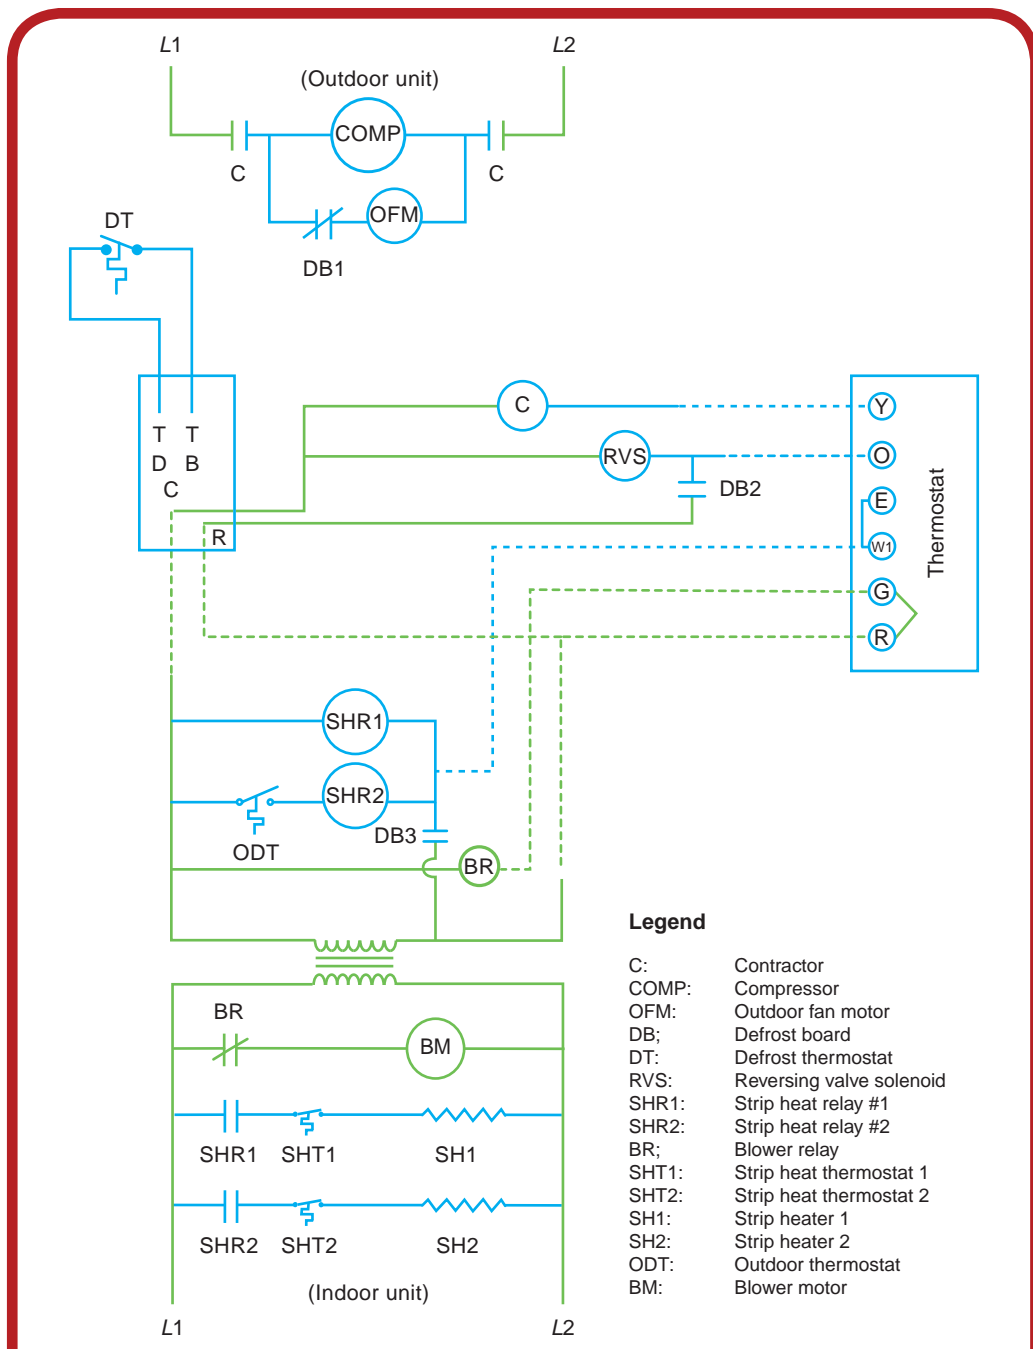 L1 L2
(Outdoor unit)
COMP
C C
OFM
DB1
DT
C Y
T T
D B
C
RVS O
DB2
E
R W1
Thermostat
G
R
SHR1
SHR2
DB3
ODT
BR
Legend
C: Contractor
COMP: Compressor
OFM: Outdoor fan motor
DB; Defrost board
DT: Defrost thermostat
RVS: Reversing valve solenoid
SHR1: Strip heat relay #1
SHR2: Strip heat relay #2
BR; Blower relay
SHT1: Strip heat thermostat 1
SHT2: Strip heat thermostat 2
SH1: Strip heater 1
SH2: Strip heater 2
ODT: Outdoor thermostat
BM: Blower motor
BR
BM
SHR1 SHT1 SH1
SHR2 SHT2 SH2
(Indoor unit)
L1 L2